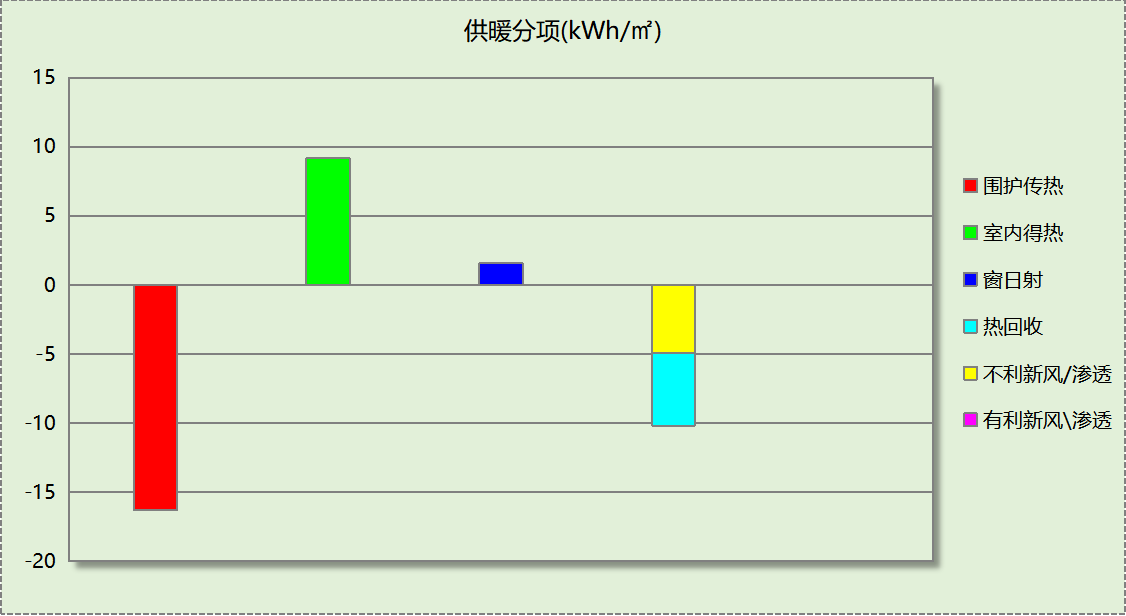 供暖分项(kWh/㎡)
15
10
5
0
-5
-10
-15
-20
围护传热
室内得热
窗日射
热回收
不利新风/渗透
有利新风\渗透